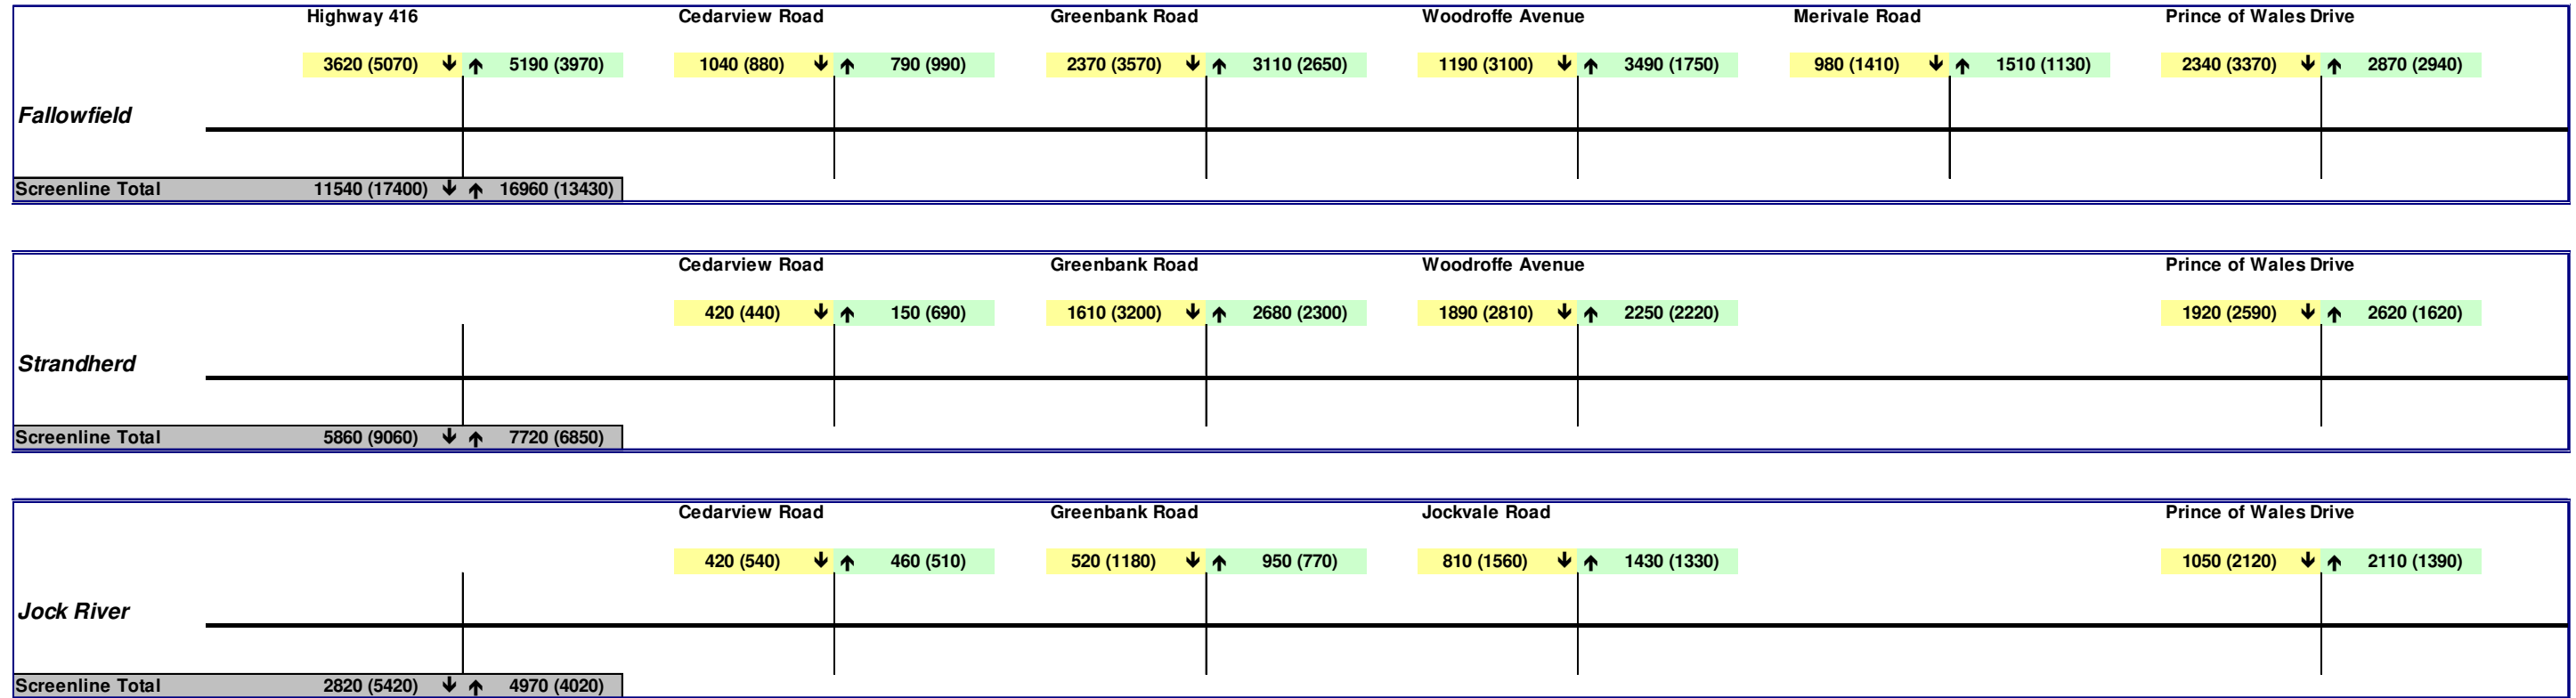 Highway 416 Cedarview Road Greenbank Road Woodroffe Avenue Merivale Road Prince of Wales Drive
3620 (5070) ↓ ↑ 5190 (3970) 1040 (880) ↓ ↑ 790 (990) 2370 (3570) ↓ ↑ 3110 (2650) 1190 (3100) ↓ ↑ 3490 (1750) 980 (1410) ↓ ↑ 1510 (1130) 2340 (3370) ↓ ↑ 2870 (2940)
Fallowfield
Screenline Total 11540 (17400) ↓ ↑ 16960 (13430)
Cedarview Road Greenbank Road Woodroffe Avenue Prince of Wales Drive
420 (440) ↓ ↑ 150 (690) 1610 (3200) ↓ ↑ 2680 (2300) 1890 (2810) ↓ ↑ 2250 (2220) 1920 (2590) ↓ ↑ 2620 (1620)
Strandherd
Screenline Total 5860 (9060) ↓ ↑ 7720 (6850)
Cedarview Road Greenbank Road Jockvale Road Prince of Wales Drive
420 (540) ↓ ↑ 460 (510) 520 (1180) ↓ ↑ 950 (770) 810 (1560) ↓ ↑ 1430 (1330) 1050 (2120) ↓ ↑ 2110 (1390)
Jock River
Screenline Total 2820 (5420) ↓ ↑ 4970 (4020)